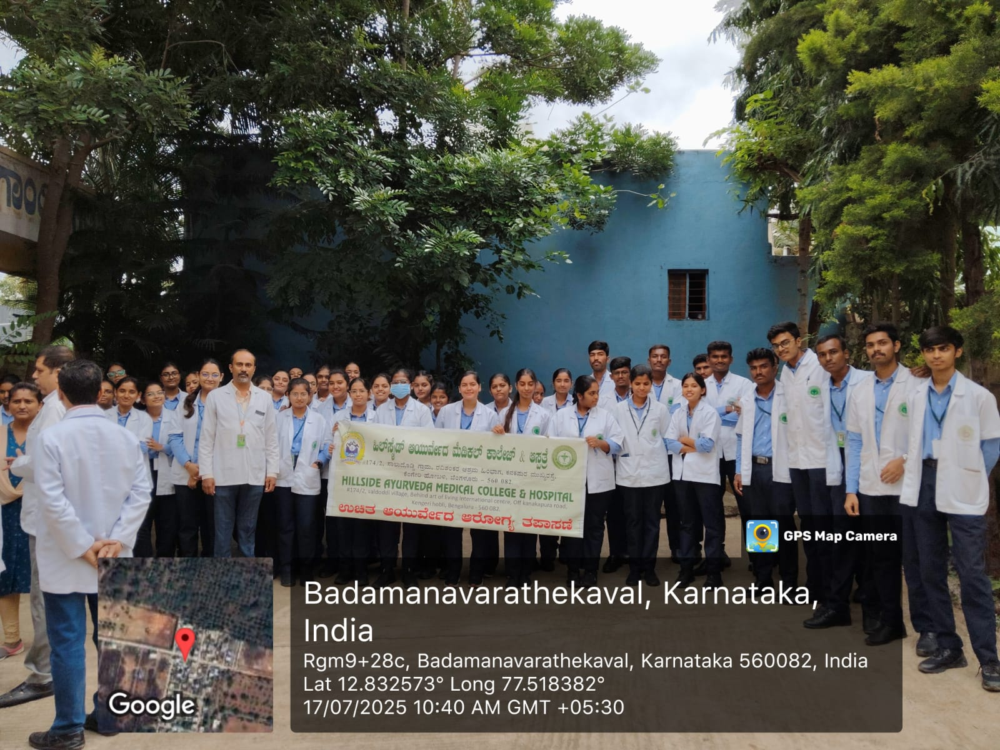 ಗಾಂಧಿ
ಹಿಲ್‌ಸೈಡ್ ಆಯುರ್ವೇದ ಮೆಡಿಕಲ್ ಕಾಲೇಜ್ & ಆಸ್ಪತ್ರೆ
#174/2, ಸಾಲುದೊಡ್ಡಿ ಗ್ರಾಮ, ರವಿಶಂಕರ ಆಶ್ರಮ ಹಿಂಭಾಗ, ಕನಕಪುರ ಮುಖ್ಯರಸ್ತೆ,
ಕೆಂಗೇರಿ ಹೋಬಳಿ, ಬೆಂಗಳೂರು - 560 082.
HILLSIDE AYURVEDA MEDICAL COLLEGE & HOSPITAL
#174/2, saldoddi village, Behind art of living international centre, Off kanakapura road,
Kengeri hobli, Bengaluru - 560 082.
ಉಚಿತ ಆಯುರ್ವೇದ ಆರೋಗ್ಯ ತಪಾಸಣೆ
GPS Map Camera
Badamanavarathekaval, Karnataka,
India
Rgm9+28c, Badamanavarathekaval, Karnataka 560082, India
Lat 12.832573° Long 77.518382°
17/07/2025 10:40 AM GMT +05:30
Google